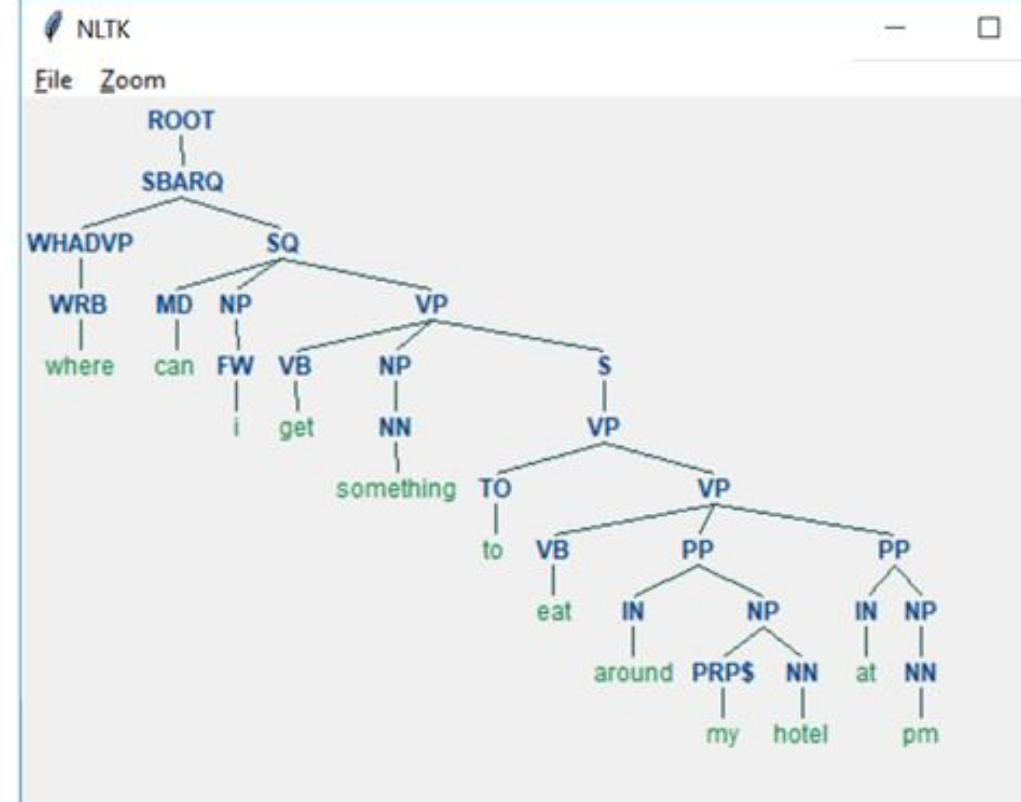 NLTK
File Zoom
ROOT
SBARQ
WHADVP SQ
WRB MD NP VP
where can FW VB NP S
i get NN VP
something TO VP
to VB PP PP
eat IN NP IN NP
around PRP$ NN at NN
my hotel pm